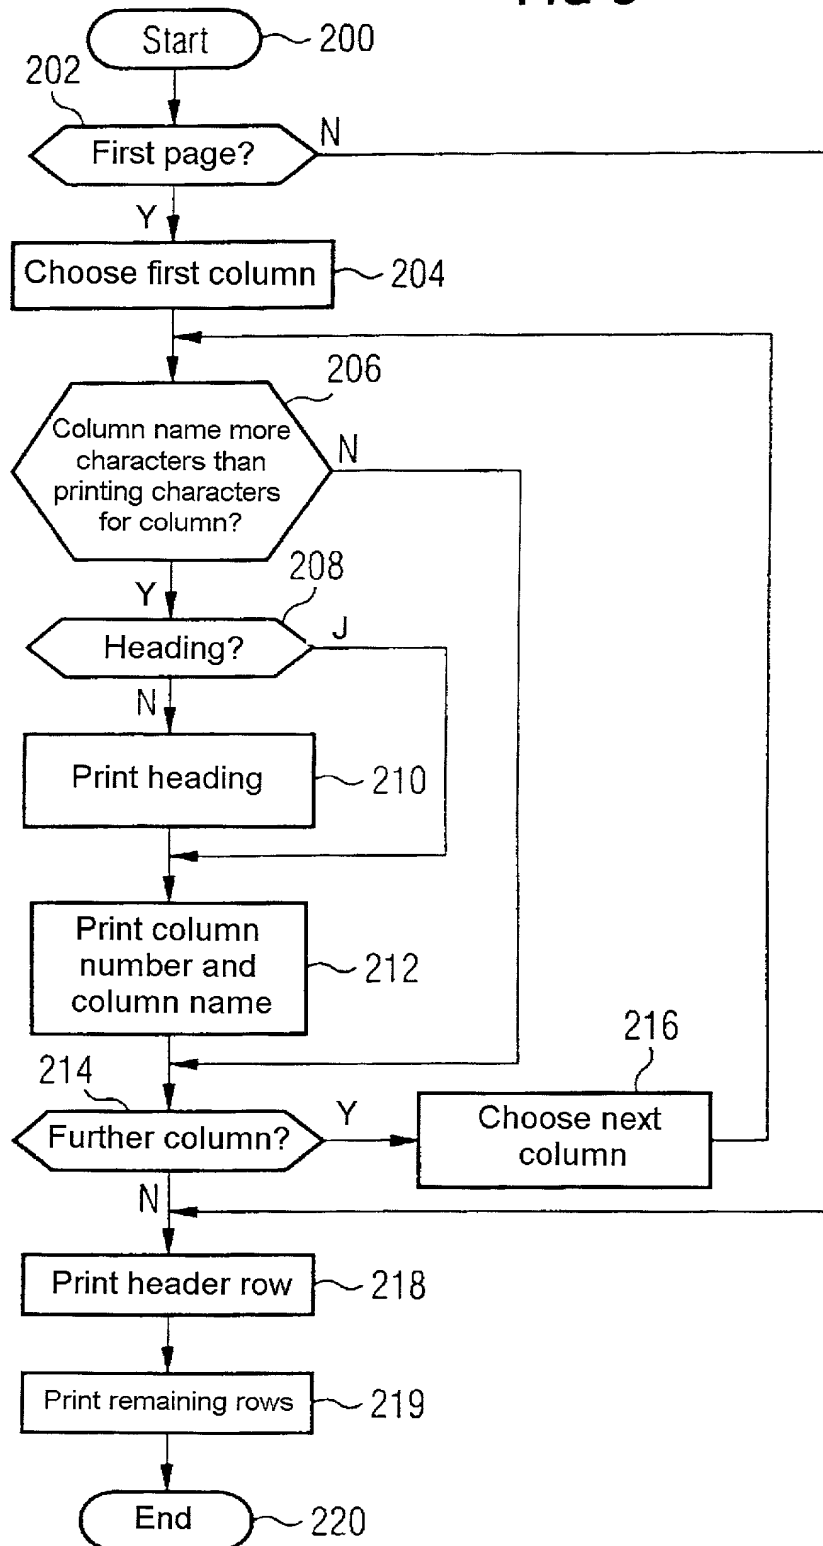 Start
200
202
First page?
N
Y
Choose first column
204
206
Column name more
characters than
printing characters
for column?
N
Y
208
Heading?
J
N
Print heading
210
Print column
number and
column name
212
214
Further column?
Y
216
Choose next
column
N
Print header row
218
Print remaining rows
219
End
220